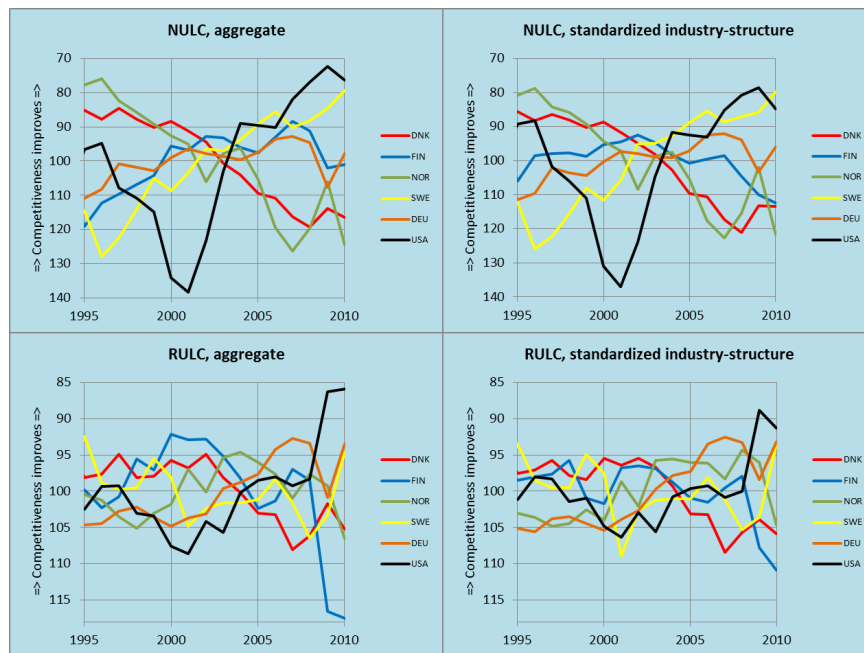 NULC, aggregate
=> Competitiveness improves =>
70
80
90
100
110
120
130
140
1995
2000
2005
2010
DNK
FIN
NOR
SWE
DEU
USA
NULC, standardized industry-structure
=> Competitiveness improves =>
70
80
90
100
110
120
130
140
1995
2000
2005
2010
DNK
FIN
NOR
SWE
DEU
USA
RULC, aggregate
=> Competitiveness improves =>
85
90
95
100
105
110
115
1995
2000
2005
2010
DNK
FIN
NOR
SWE
DEU
USA
RULC, standardized industry-structure
=> Competitiveness improves =>
85
90
95
100
105
110
115
1995
2000
2005
2010
DNK
FIN
NOR
SWE
DEU
USA